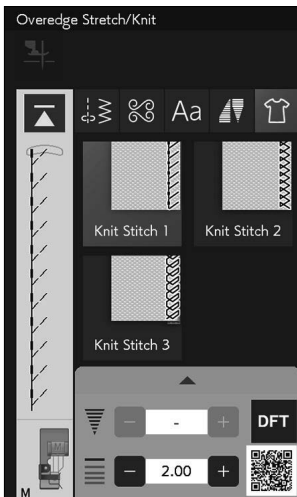 Overedge Stretch/Knit
Aa
Knit Stitch 1
Knit Stitch 2
Knit Stitch 3
- - + DFT
- 2.00 +
M